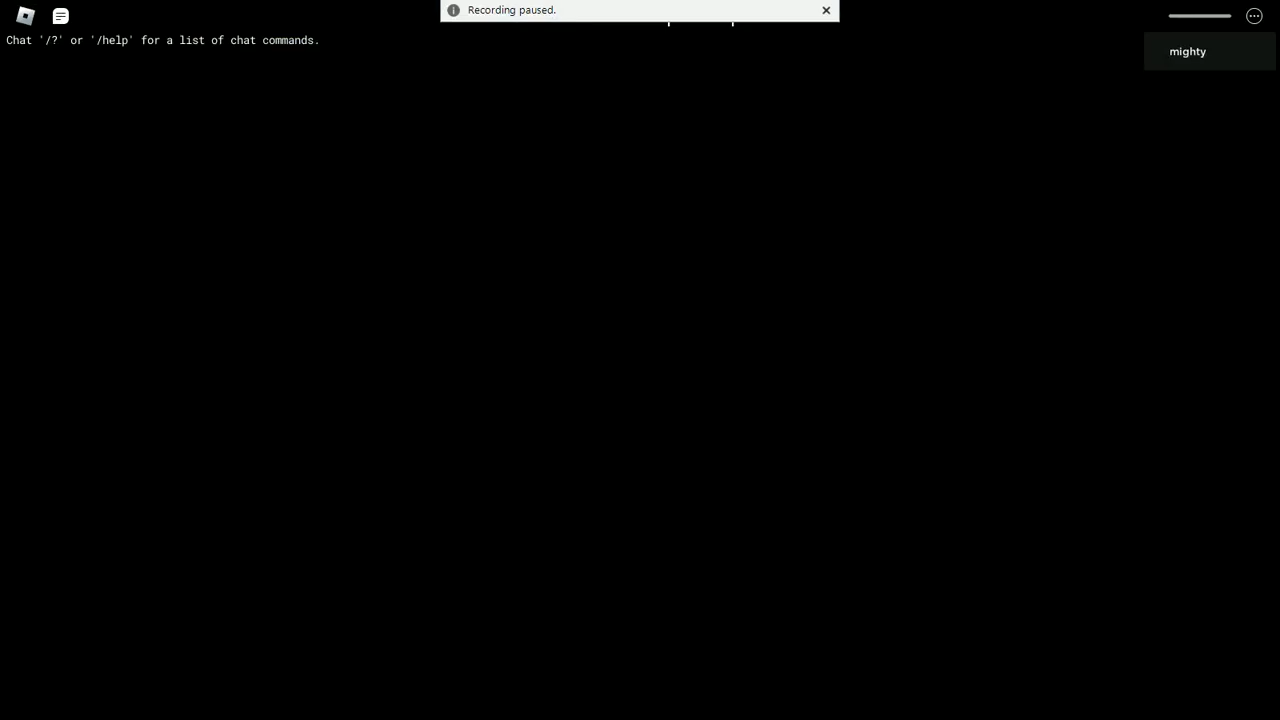 Recording paused.
Chat '/?' or '/help' for a list of chat commands.
mighty